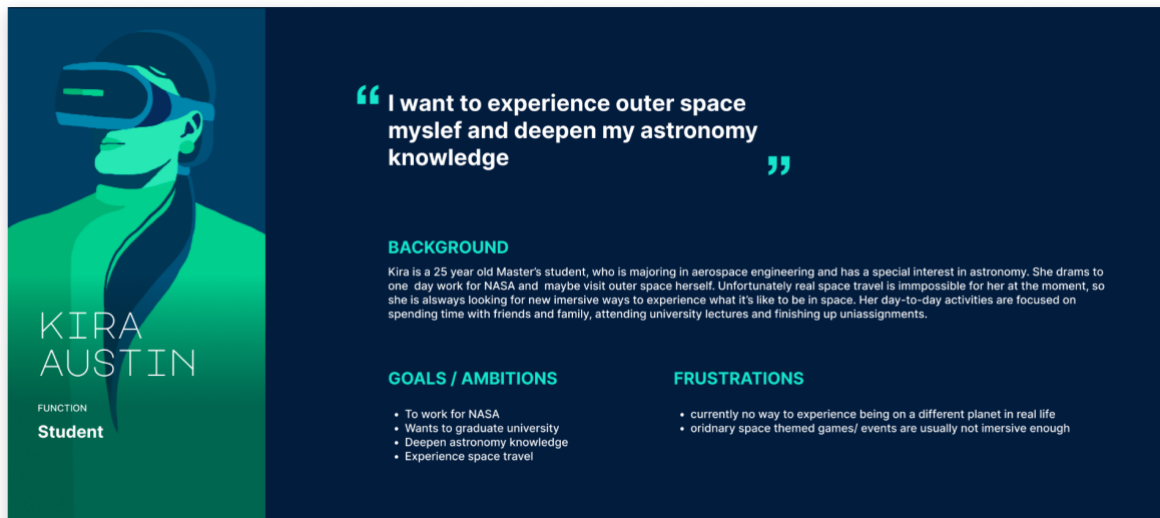 KIRA
AUSTIN
FUNCTION
Student
“ I want to experience outer space
myslef and deepen my astronomy
knowledge ”
BACKGROUND
Kira is a 25 year old Master's student, who is majoring in aerospace engineering and has a special interest in astronomy. She drams to
one day work for NASA and maybe visit outer space herself. Unfortunately real space travel is immpossible for her at the moment, so
she is alsways looking for new imersive ways to experience what it's like to be in space. Her day-to-day activities are focused on
spending time with friends and family, attending university lectures and finishing up uniassignments.
GOALS / AMBITIONS
• To work for NASA
• Wants to graduate university
• Deepen astronomy knowledge
• Experience space travel
FRUSTRATIONS
• currently no way to experience being on a different planet in real life
• oridnary space themed games/ events are usually not imersive enough